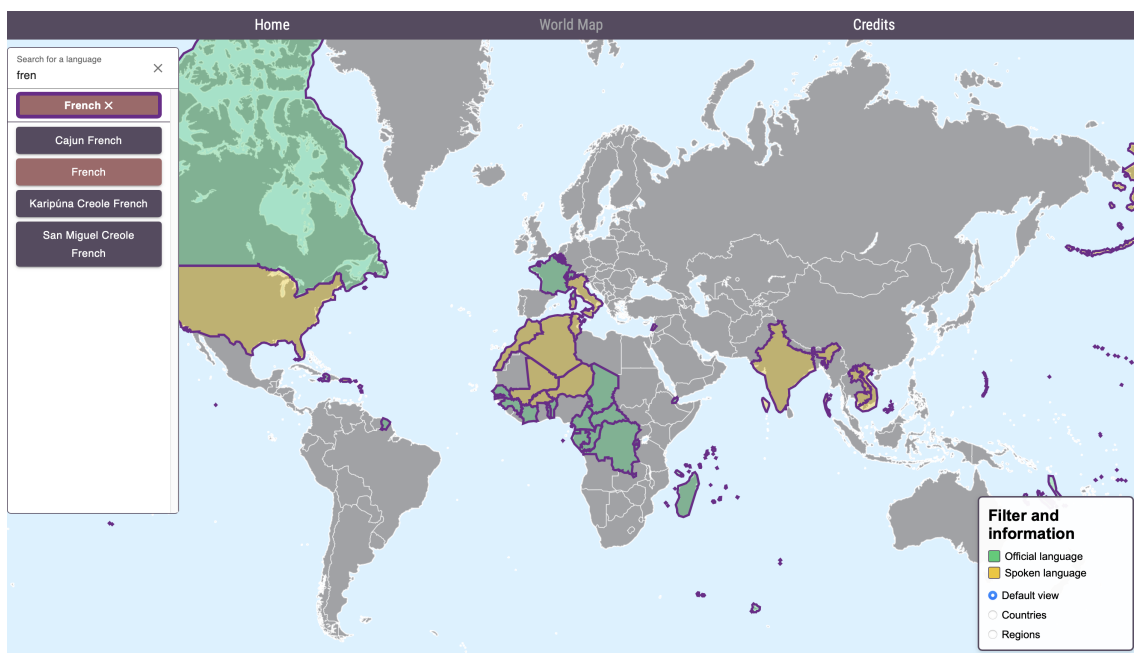 Home
World Map
Credits
Search for a language
fren
French ✕
Cajun French
French
Karipúna Creole French
San Miguel Creole
French
Filter and
information
Official language
Spoken language
Default view
Countries
Regions